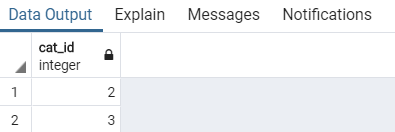 Data Output Explain Messages Notifications
cat_id
integer
1 2
2 3